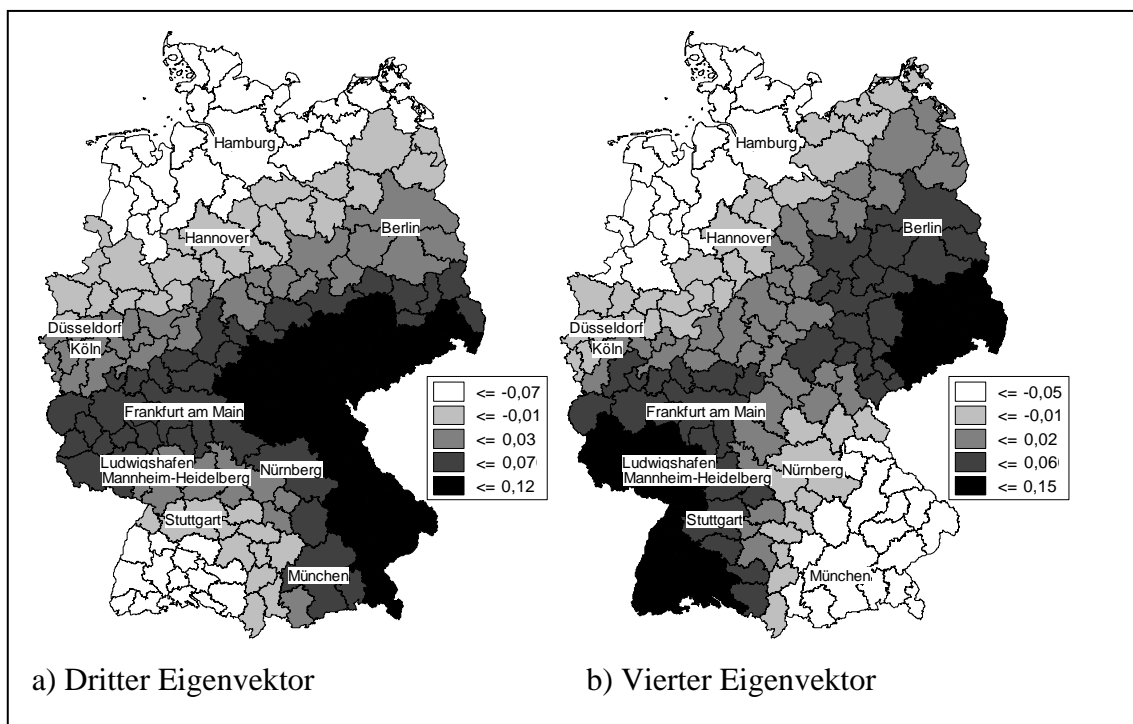 Hamburg
Hannover
Berlin
Düsseldorf
Köln
Frankfurt am Main
Ludwigshafen
Mannheim-Heidelberg
Nürnberg
Stuttgart
München
<= -0,07
<= -0,01
<= 0,03
<= 0,07
<= 0,12
a) Dritter Eigenvektor
Hamburg
Hannover
Berlin
Düsseldorf
Köln
Frankfurt am Main
Ludwigshafen
Mannheim-Heidelberg
Nürnberg
Stuttgart
München
<= -0,05
<= -0,01
<= 0,02
<= 0,06
<= 0,15
b) Vierter Eigenvektor